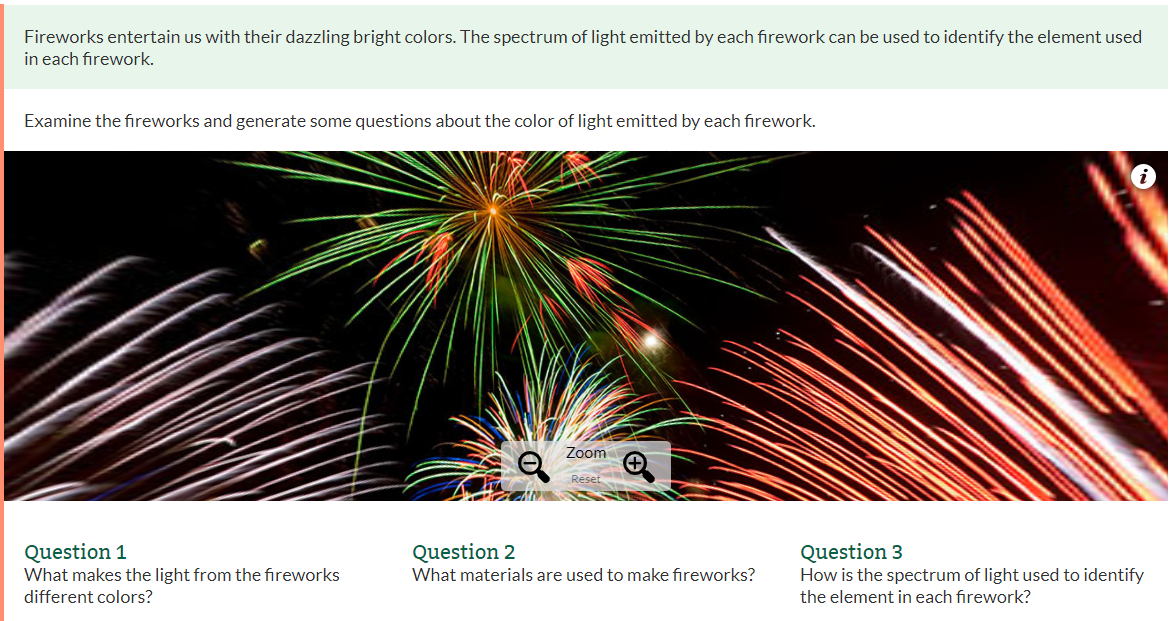 Fireworks entertain us with their dazzling bright colors. The spectrum of light emitted by each firework can be used to identify the element used
in each firework.
Examine the fireworks and generate some questions about the color of light emitted by each firework.
i
Zoom
Reset
Question 1
What makes the light from the fireworks
different colors?
Question 2
What materials are used to make fireworks?
Question 3
How is the spectrum of light used to identify
the element in each firework?